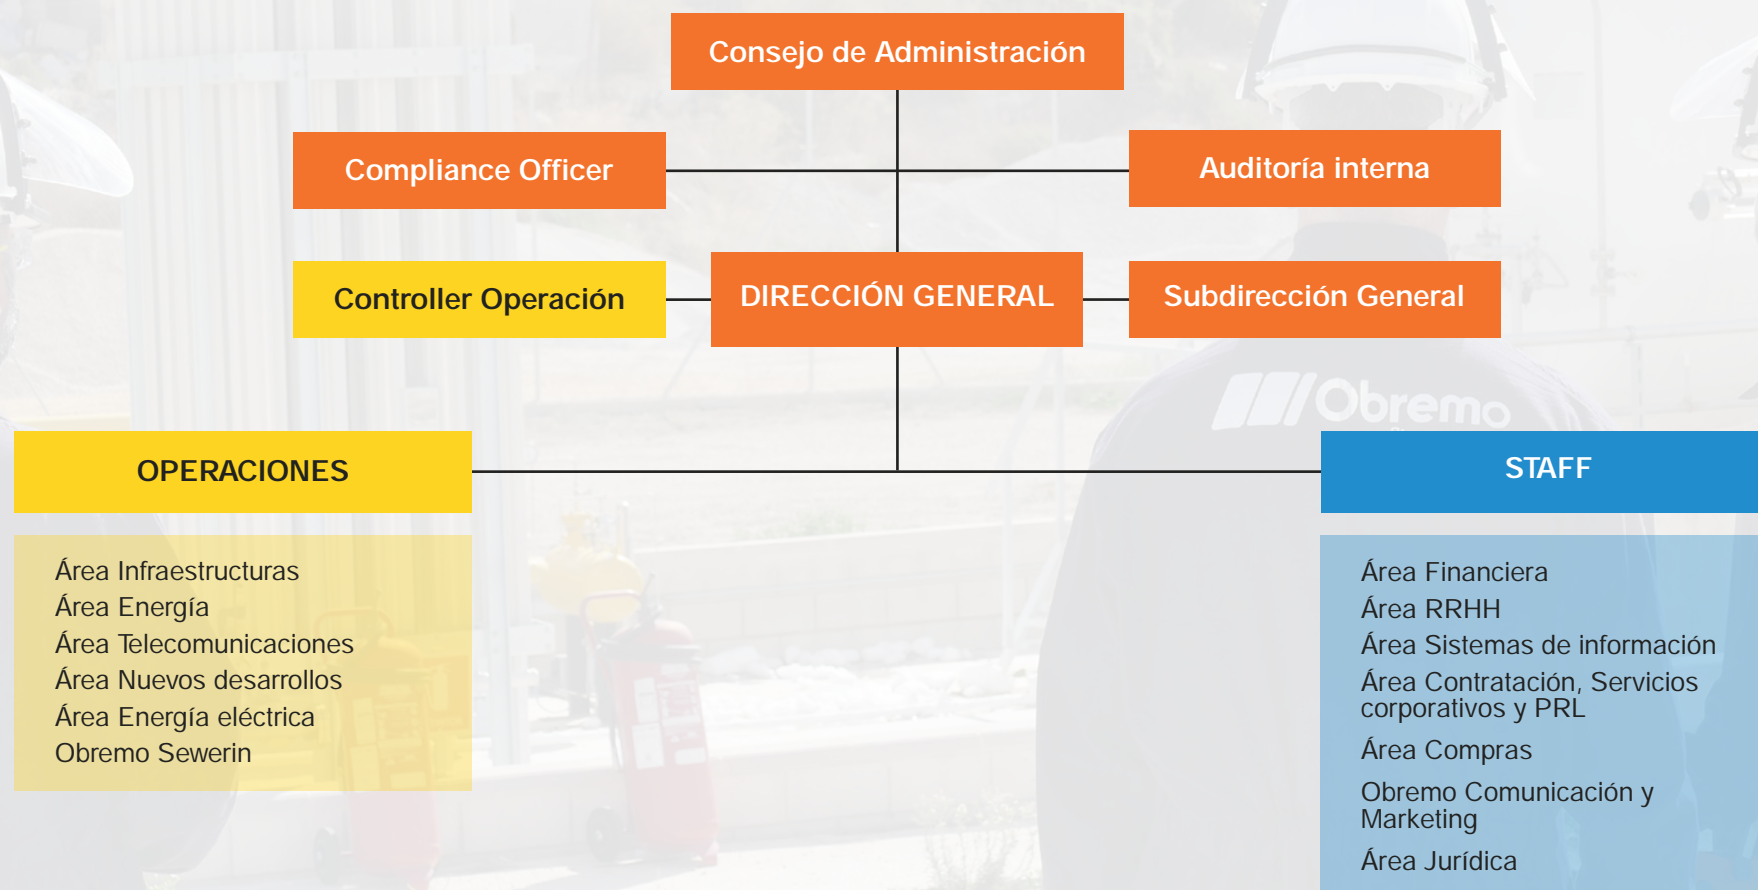 Consejo de Administración
Compliance Officer
Auditoría interna
Controller Operación
DIRECCIÓN GENERAL
Subdirección General
Obremo
OPERACIONES
STAFF
Área Infraestructuras
Área Energía
Área Telecomunicaciones
Área Nuevos desarrollos
Área Energía eléctrica
Obremo Sewerin
Área Financiera
Área RRHH
Área Sistemas de información
Área Contratación, Servicios
corporativos y PRL
Área Compras
Obremo Comunicación y
Marketing
Área Jurídica